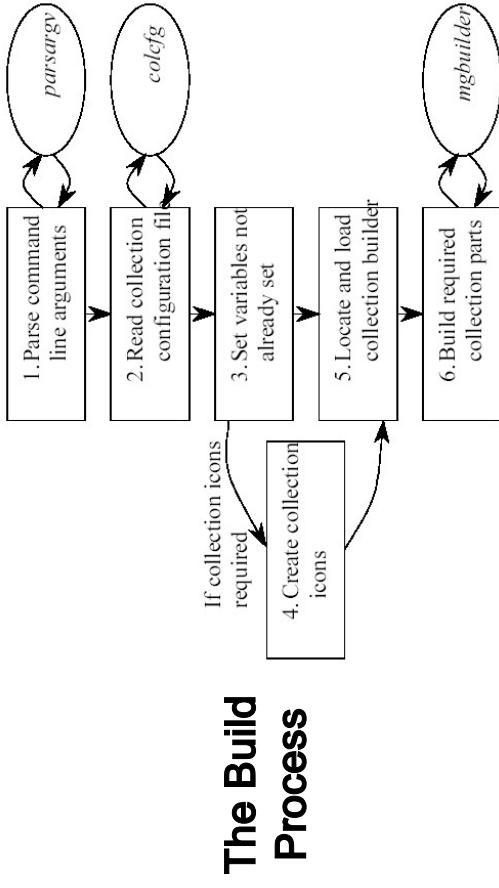 The Build
Process
1. Parse command
line arguments
parsargv
2. Read collection
configuration file
colcfg
3. Set variables not
already set
If collection icons
required
4. Create collection
icons
5. Locate and load
collection builder
6. Build required
collection parts
mgbuilder